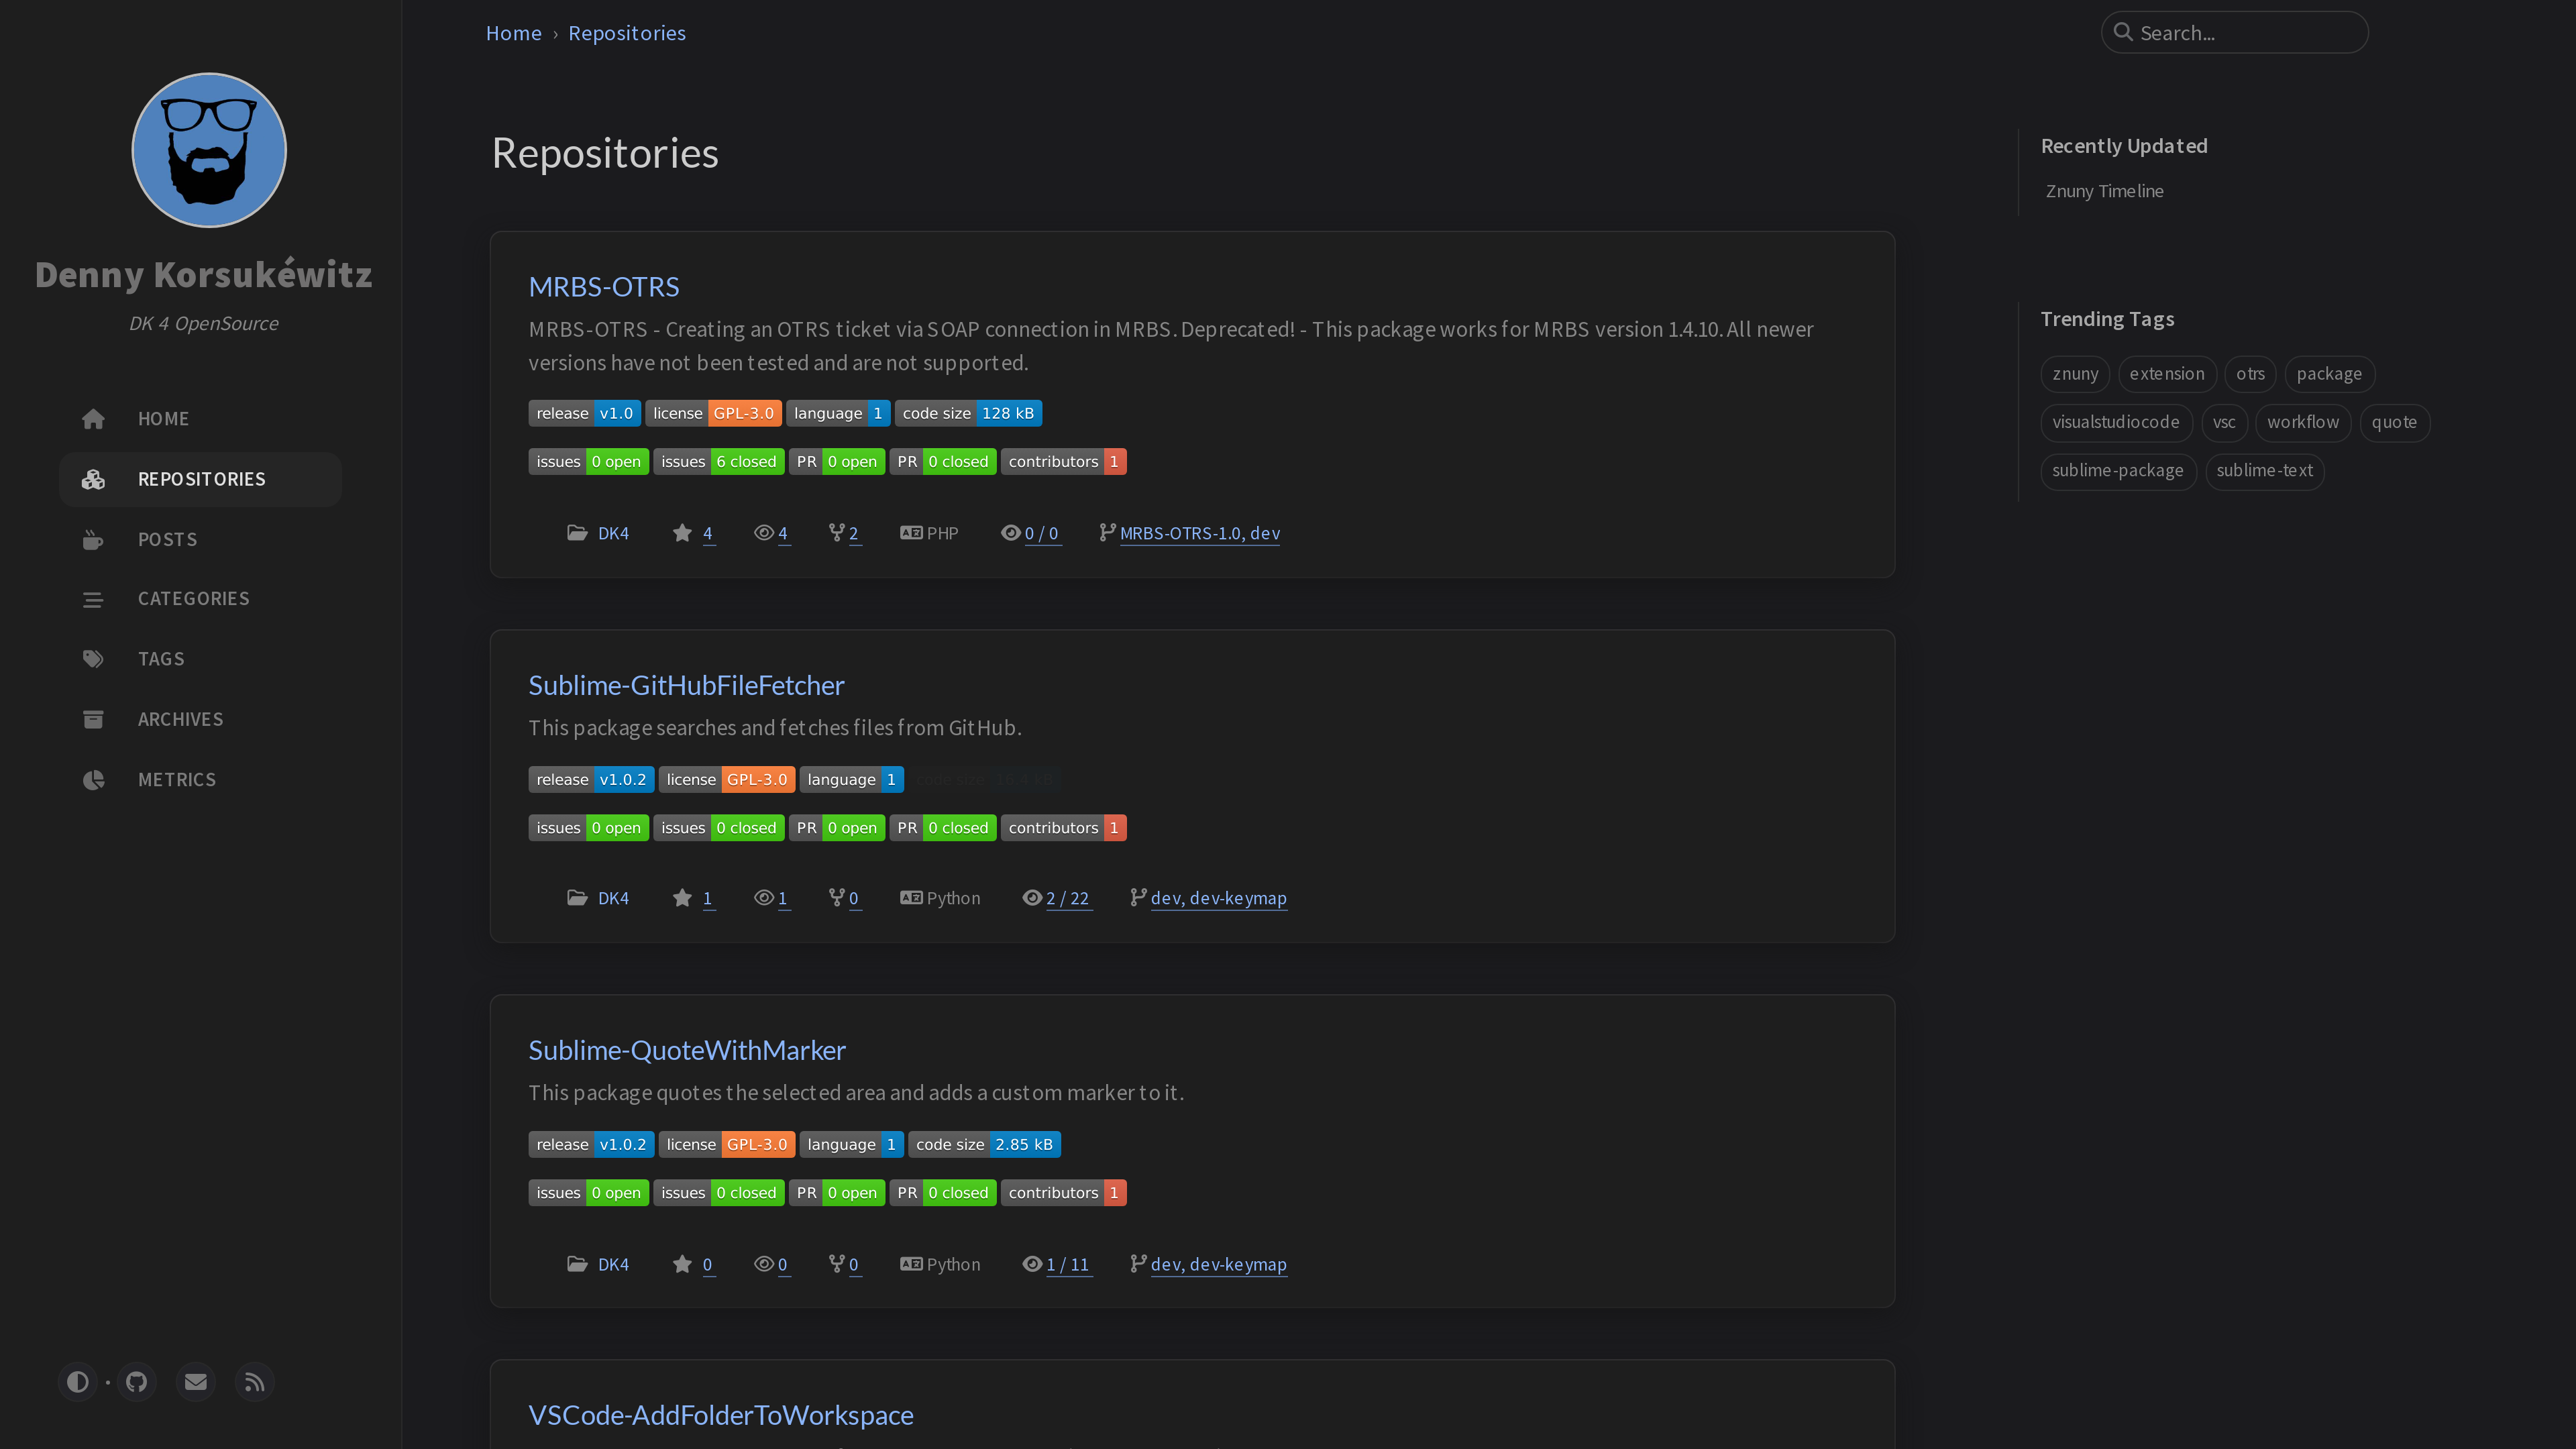 Home › Repositories
Search...
Denny Korsukéwitz
DK 4 OpenSource
HOME
REPOSITORIES
POSTS
CATEGORIES
TAGS
ARCHIVES
METRICS
Repositories
MRBS-OTRS
MRBS-OTRS - Creating an OTRS ticket via SOAP connection in MRBS. Deprecated! - This package works for MRBS version 1.4.10. All newer
versions have not been tested and are not supported.
release v1.0 license GPL-3.0 language 1 code size 128 kB
issues 0 open issues 6 closed PR 0 open PR 0 closed contributors 1
DK4 4 4 2 PHP 0 / 0 MRBS-OTRS-1.0, dev
Sublime-GitHubFileFetcher
This package searches and fetches files from GitHub.
release v1.0.2 license GPL-3.0 language 1 code size
issues 0 open issues 0 closed PR 0 open PR 0 closed contributors 1
DK4 1 1 0 Python 2 / 22 dev, dev-keymap
Sublime-QuoteWithMarker
This package quotes the selected area and adds a custom marker to it.
release v1.0.2 license GPL-3.0 language 1 code size 2.85 kB
issues 0 open issues 0 closed PR 0 open PR 0 closed contributors 1
DK4 0 0 0 Python 1 / 11 dev, dev-keymap
VSCode-AddFolderToWorkspace
Recently Updated
Znuny Timeline
Trending Tags
znuny extension otrs package
visualstudiocode vsc workflow quote
sublime-package sublime-text